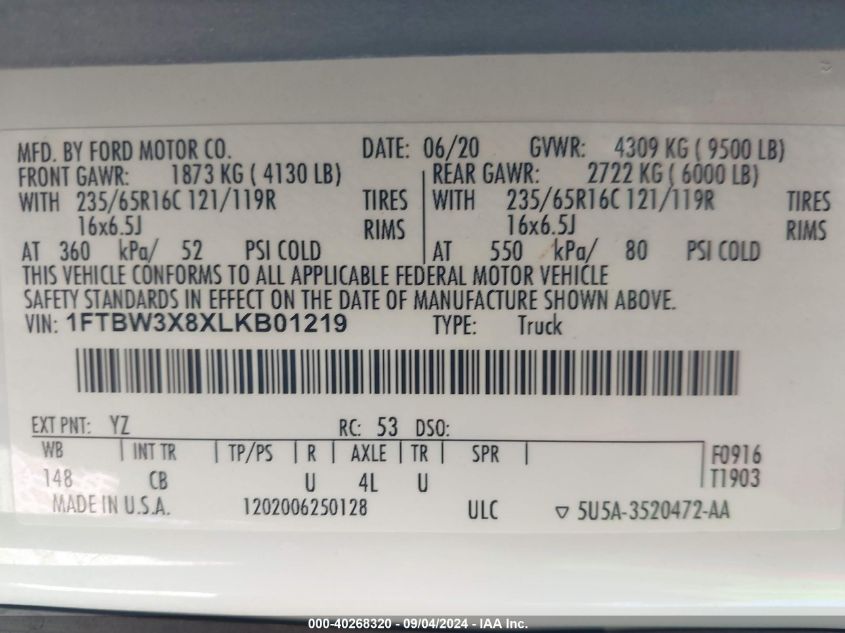 MFD. BY FORD MOTOR CO. DATE: 06/20 GVWR: 4309 KG ( 9500 LB)
FRONT GAWR: 1873 KG ( 4130 LB) REAR GAWR: 2722 KG ( 6000 LB)
WITH 235/65R16C 121/119R TIRES WITH 235/65R16C 121/119R TIRES
16x6.5J RIMS 16x6.5J RIMS
AT 360 kPa/ 52 PSI COLD AT 550 kPa/ 80 PSI COLD
THIS VEHICLE CONFORMS TO ALL APPLICABLE FEDERAL MOTOR VEHICLE
SAFETY STANDARDS IN EFFECT ON THE DATE OF MANUFACTURE SHOWN ABOVE.
VIN: 1FTBW3X8XLKB01219 TYPE: Truck
EXT PNT: YZ RC: 53 DSO:
WB INT TR TP/PS R AXLE TR SPR F0916
148 CB U 4L U T1903
MADE IN U.S.A. 1202006250128 ULC ▽ 5U5A-3520472-AA
000-40268320 - 09/04/2024 - IAA Inc.